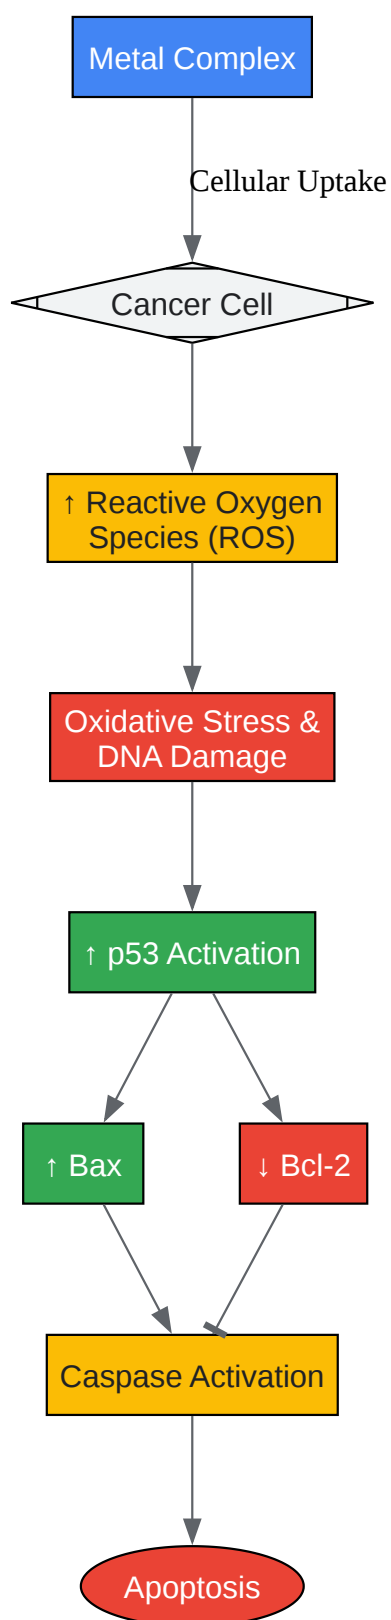 Metal Complex
Cellular Uptake
Cancer Cell
↑ Reactive Oxygen
Species (ROS)
Oxidative Stress &
DNA Damage
↑ p53 Activation
↑ Bax
↓ Bcl-2
Caspase Activation
Apoptosis